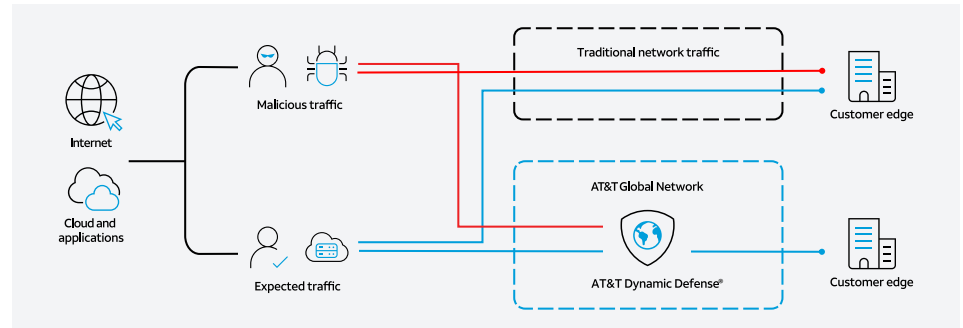 Internet
Cloud and
applications
Malicious traffic
Expected traffic
Traditional network traffic
Customer edge
AT&T Global Network
AT&T Dynamic Defense®
Customer edge